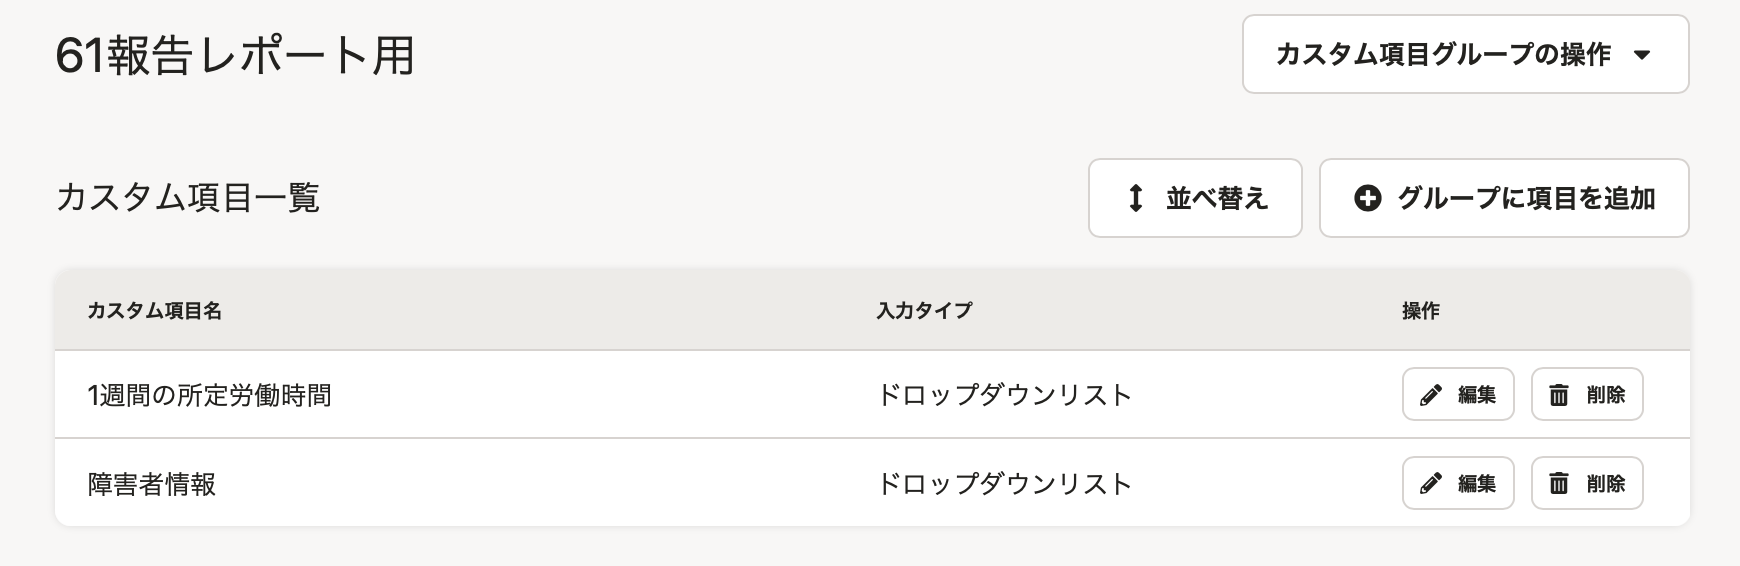 61報告レポート用
カスタム項目グループの操作
カスタム項目一覧
並べ替え
グループに項目を追加
カスタム項目名 入力タイプ 操作
1週間の所定労働時間 ドロップダウンリスト 編集 削除
障害者情報 ドロップダウンリスト 編集 削除